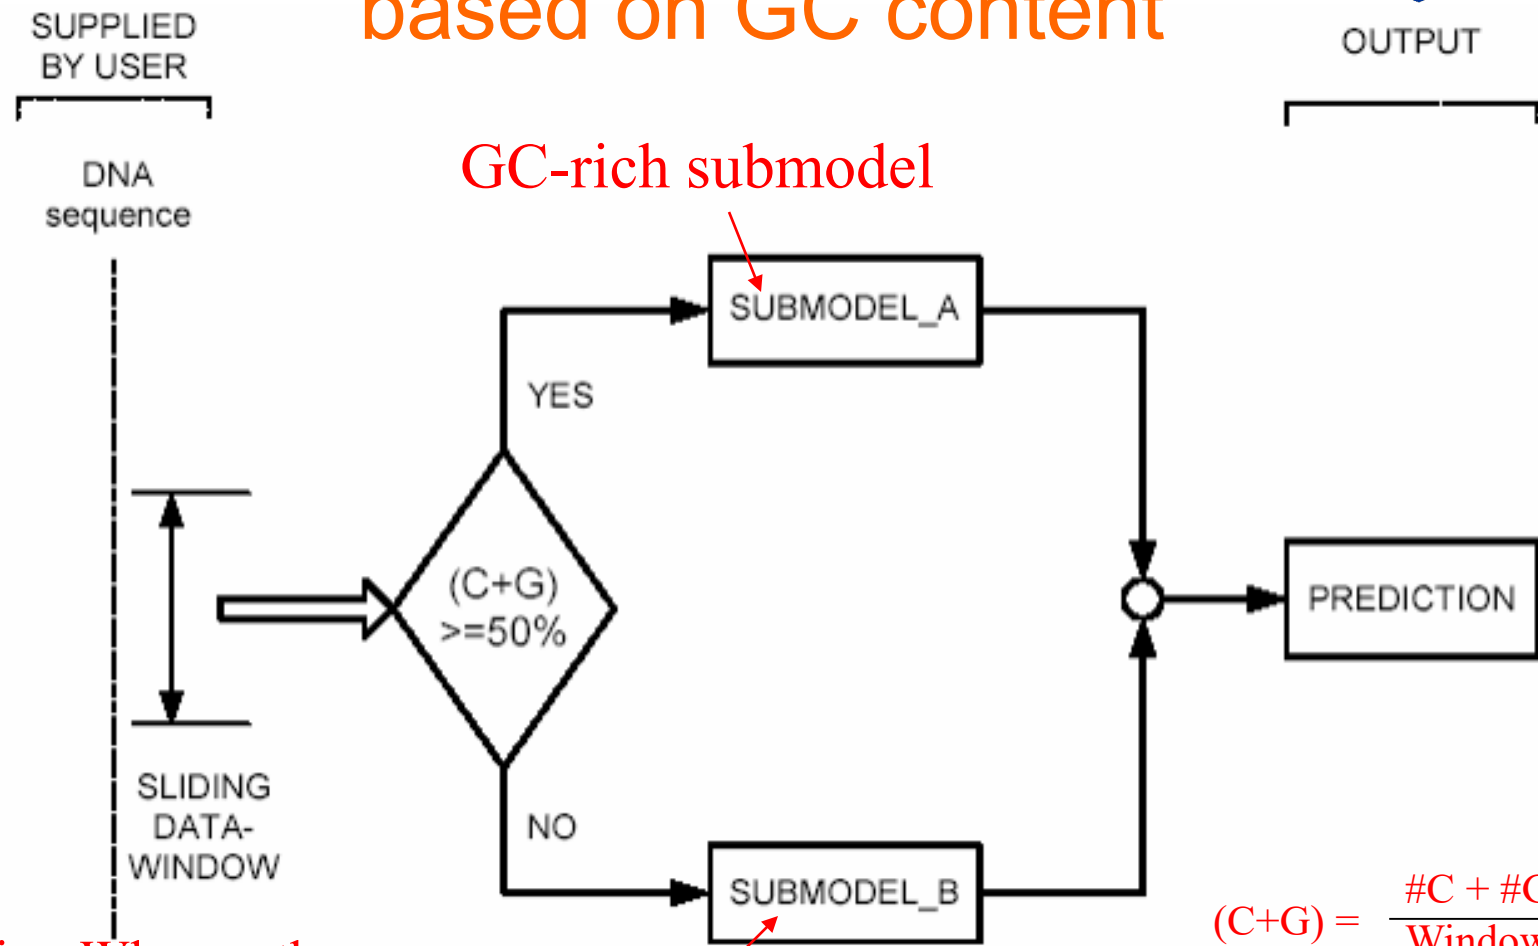 based on GC content
SUPPLIED
BY USER
OUTPUT
DNA
sequence
GC-rich submodel
SUBMODEL_A
YES
(C+G)
>=50%
PREDICTION
SLIDING
DATA-
WINDOW
NO
SUBMODEL_B
#C + #
(C+G) =
Window